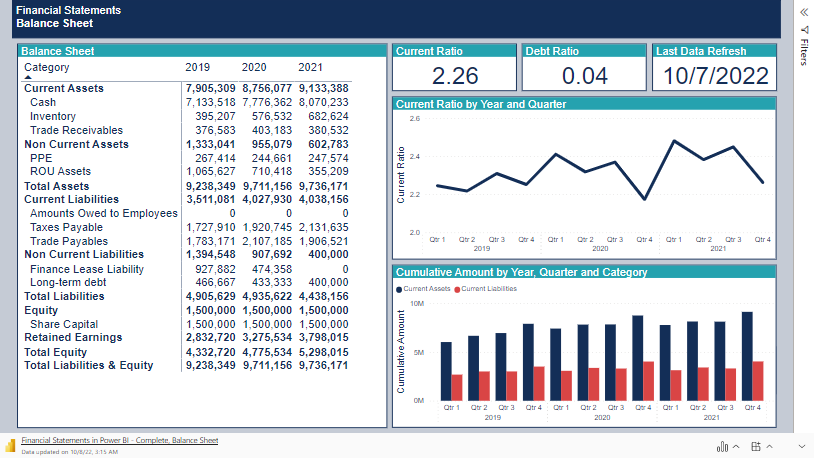 Financial Statements
Balance Sheet
Balance Sheet
Category 2019 2020 2021
Current Assets 7,905,309 8,756,077 9,133,388
Cash 7,133,518 7,776,362 8,070,233
Inventory 395,207 576,532 682,624
Trade Receivables 376,583 403,183 380,532
Non Current Assets 1,333,041 955,079 602,783
PPE 267,414 244,661 247,574
ROU Assets 1,065,627 710,418 355,209
Total Assets 9,238,349 9,711,156 9,736,171
Current Liabilities 3,511,081 4,027,930 4,038,156
Amounts Owed to Employees 0 0 0
Taxes Payable 1,727,910 1,920,745 2,131,635
Trade Payables 1,783,171 2,107,185 1,906,521
Non Current Liabilities 1,394,548 907,692 400,000
Finance Lease Liability 927,882 474,358 0
Long-term debt 466,667 433,333 400,000
Total Liabilities 4,905,629 4,935,622 4,438,156
Equity 1,500,000 1,500,000 1,500,000
Share Capital 1,500,000 1,500,000 1,500,000
Retained Earnings 2,832,720 3,275,534 3,798,015
Total Equity 4,332,720 4,775,534 5,298,015
Total Liabilities & Equity 9,238,349 9,711,156 9,736,171
Current Ratio
2.26
Debt Ratio
0.04
Last Data Refresh
10/7/2022
Current Ratio by Year and Quarter
Current Ratio
2.6
2.4
2.2
2.0
Qtr 1 Qtr 2 Qtr 3 Qtr 4 Qtr 1 Qtr 2 Qtr 3 Qtr 4 Qtr 1 Qtr 2 Qtr 3 Qtr 4
2019 2020 2021
Cumulative Amount by Year, Quarter and Category
Current Assets Current Liabilities
Cumulative Amount
10M
5M
0M
Qtr 1 Qtr 2 Qtr 3 Qtr 4 Qtr 1 Qtr 2 Qtr 3 Qtr 4 Qtr 1 Qtr 2 Qtr 3 Qtr 4
2019 2020 2021
Filters
Financial Statements in Power BI - Complete, Balance Sheet
Data updated on 10/8/22, 3:15 AM